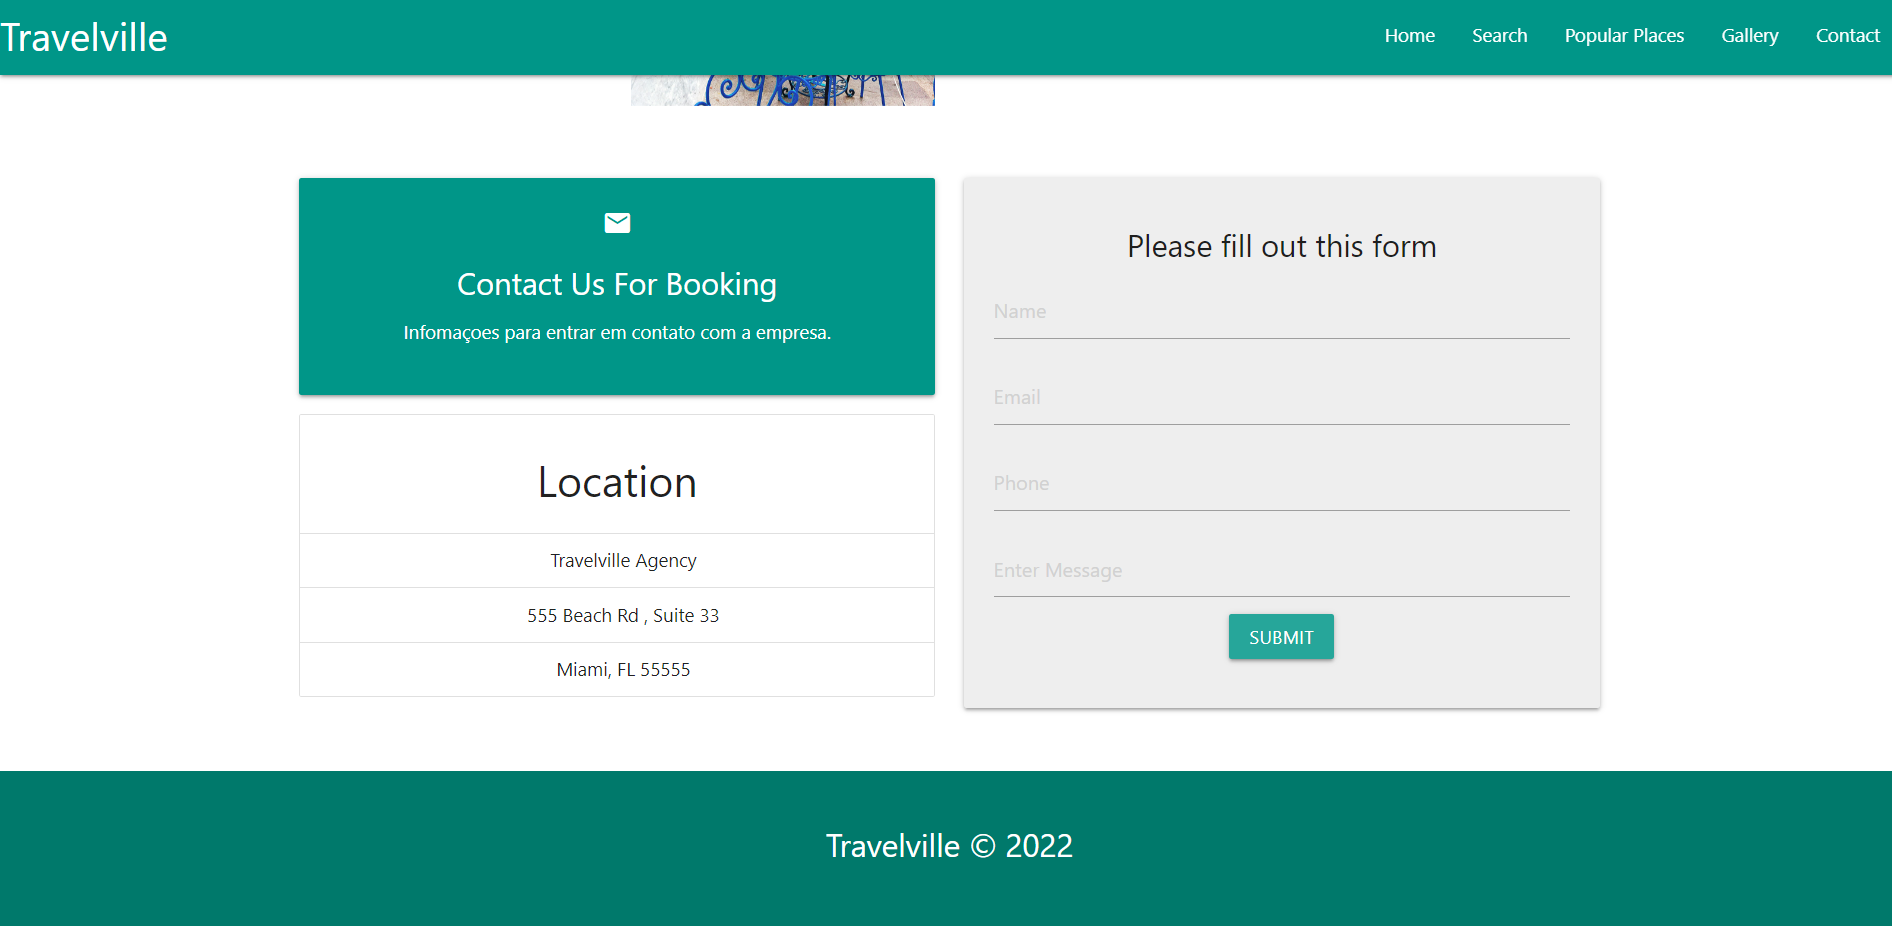 Travelville
Home Search Popular Places Gallery Contact
Contact Us For Booking
Infomaçoes para entrar em contato com a empresa.
Location
Travelville Agency
555 Beach Rd , Suite 33
Miami, FL 55555
Please fill out this form
Name
Email
Phone
Enter Message
SUBMIT
Travelville © 2022